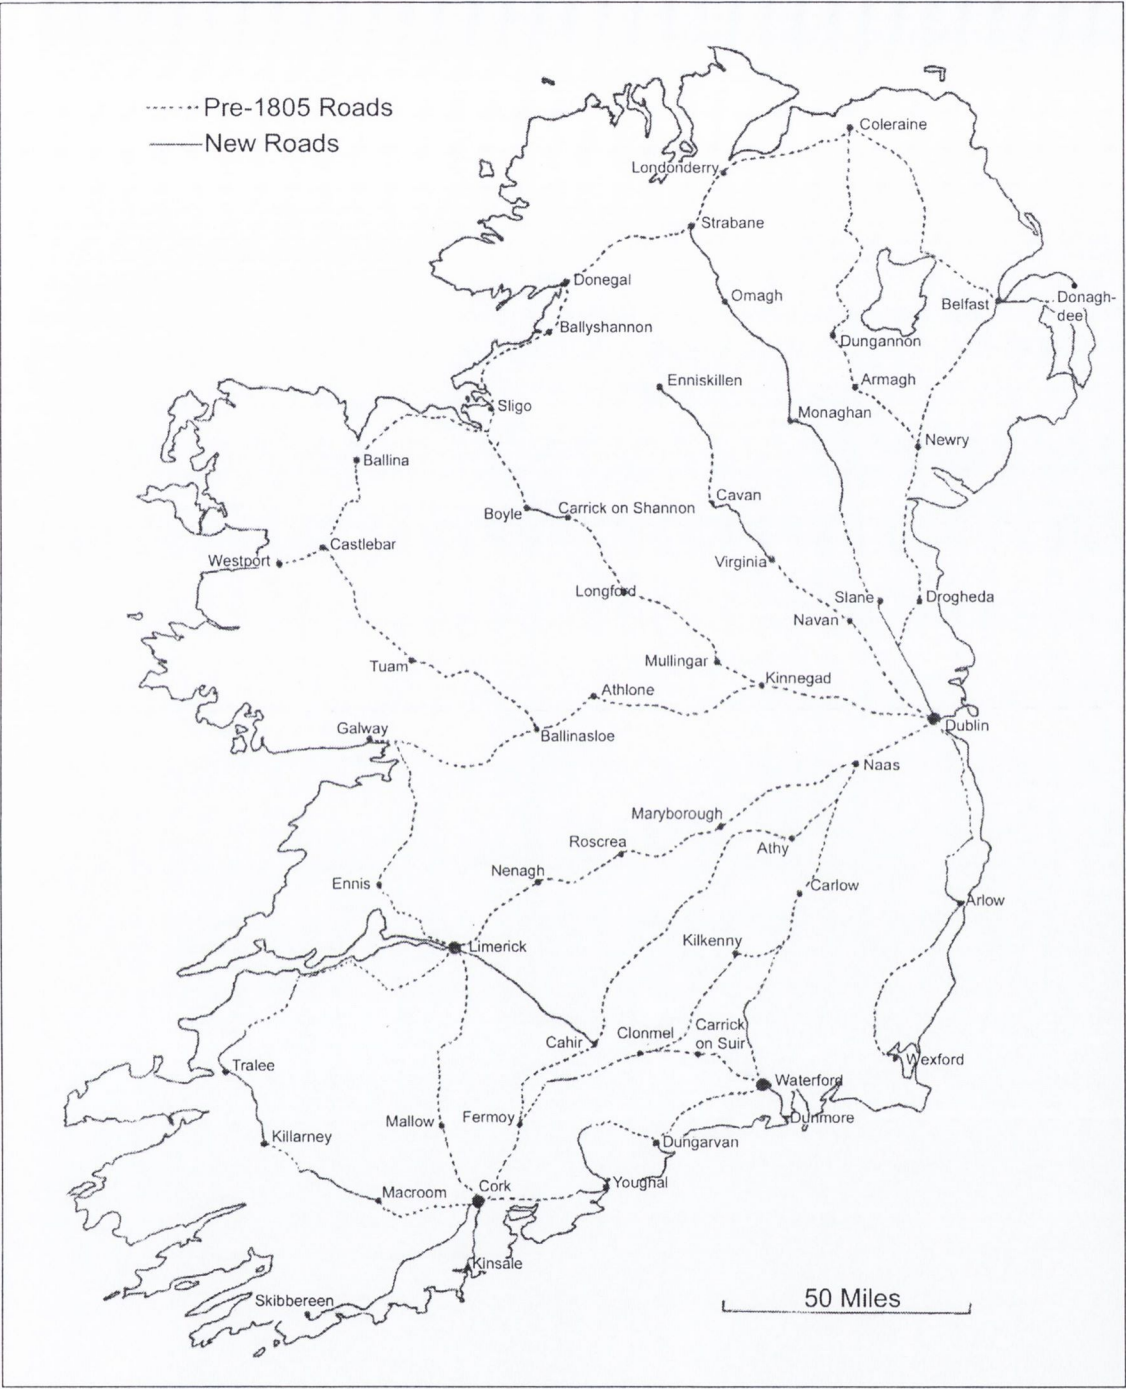 Pre-1805 Roads
New Roads
Coleraine
Londonderry
Strabane
Donegal
Omagh
Belfast
Donagh-
dee
Ballyshannon
Dungannon
Enniskillen
Armagh
Sligo
Monaghan
Newry
Ballina
Cavan
Carrick on Shannon
Boyle
Castlebar
Westport
Virginia
Longford
Slane
Drogheda
Navan
Mullingar
Tuam
Kinnegad
Athlone
Galway
Dublin
Ballinasloe
Naas
Maryborough
Roscrea
Athy
Nenagh
Ennis
Carlow
Arlow
Kilkenny
Limerick
Clonmel
Carrick
on Suir
Cahir
Wexford
Tralee
Waterford
Mallow
Fermoy
Dunmore
Killarney
Dungarvan
Youghal
Macroom
Cork
Kinsale
Skibbereen
50 Miles